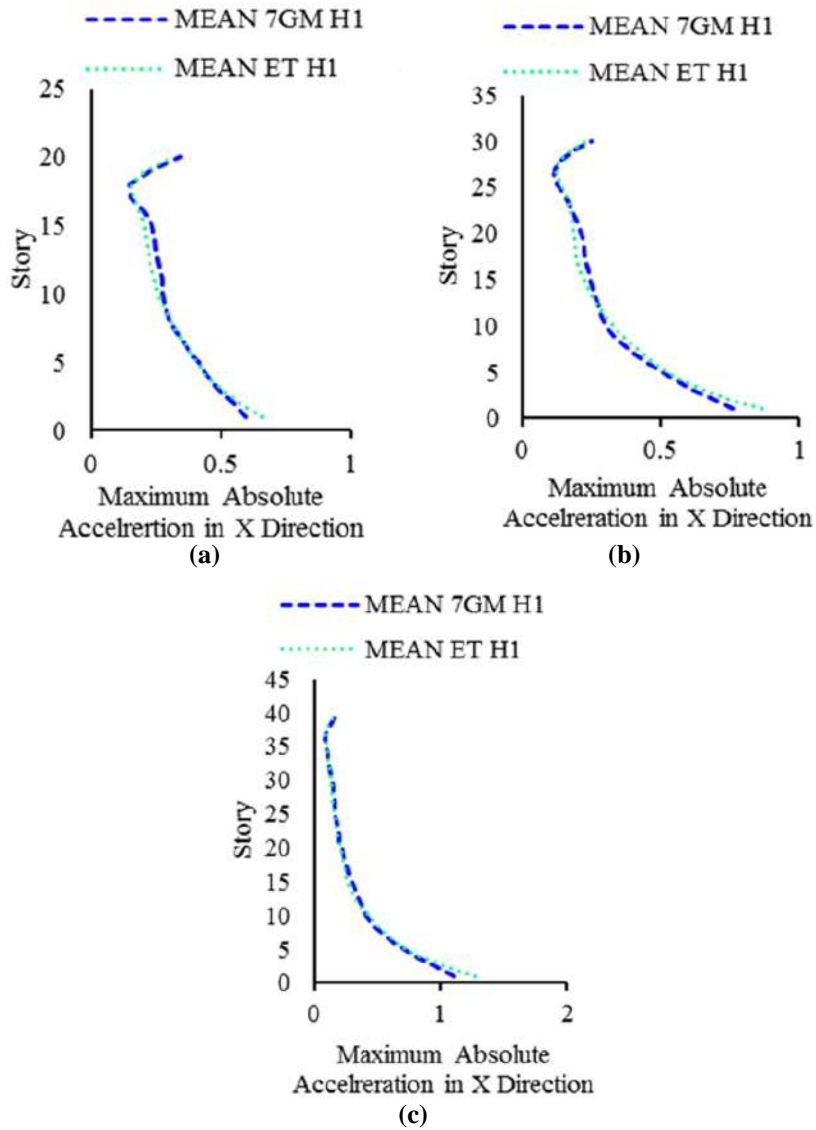 MEAN 7GM H1
MEAN ET H1
25
20
15
10
5
0
Story
0 0.5 1
Maximum Absolute
Accelrertion in X Direction
(a)
MEAN 7GM H1
MEAN ET H1
35
30
25
20
15
10
5
0
Story
0 0.5 1
Maximum Absolute
Accelreration in X Direction
(b)
MEAN 7GM H1
MEAN ET H1
45
40
35
30
25
20
15
10
5
0
Story
0 1 2
Maximum Absolute
Accelreration in X Direction
(c)